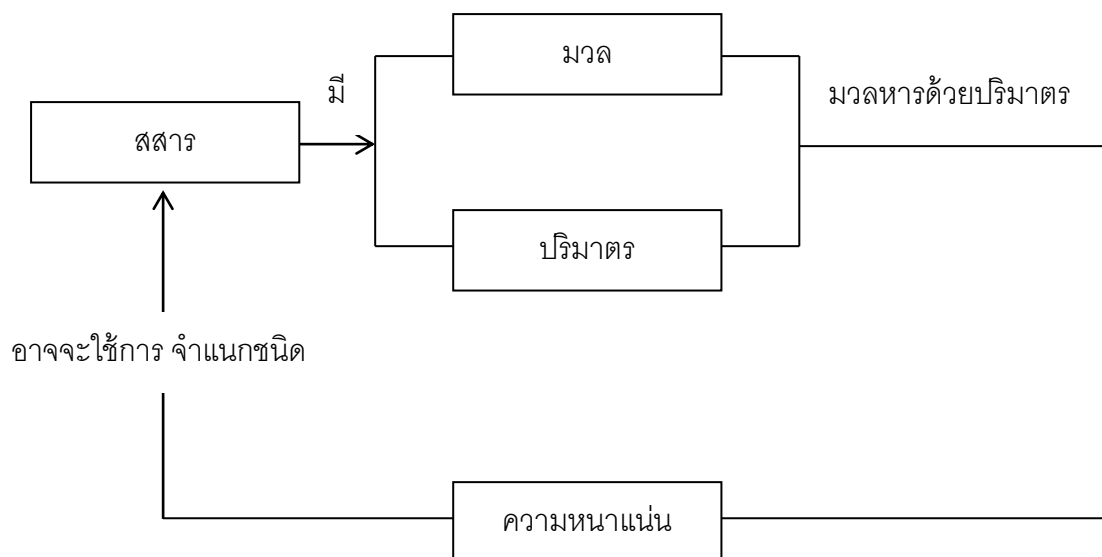 มวล
มี
มวลหารด้วยปริมาตร
สสาร
ปริมาตร
อาจจะใช้การ จำแนกชนิด
ความหนาแน่น